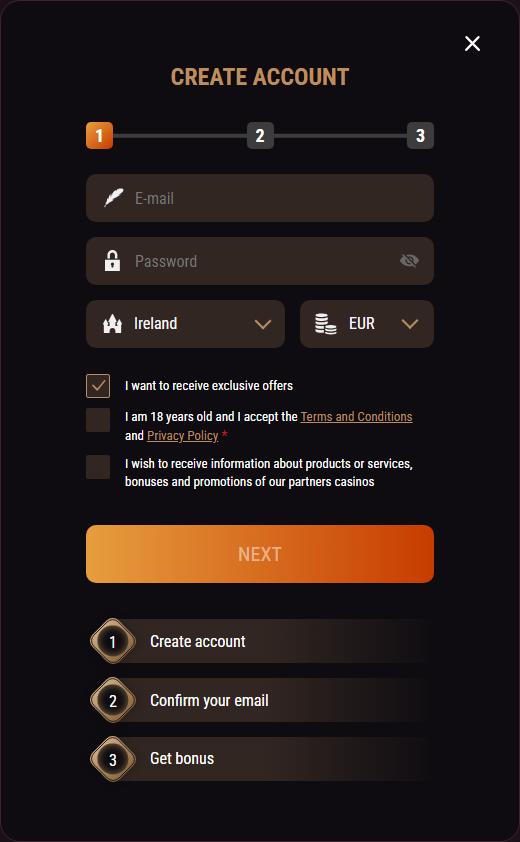 CREATE ACCOUNT
1 2 3
E-mail
Password
Ireland EUR
I want to receive exclusive offers
I am 18 years old and I accept the Terms and Conditions
and Privacy Policy *
I wish to receive information about products or services,
bonuses and promotions of our partners casinos
NEXT
1 Create account
2 Confirm your email
3 Get bonus